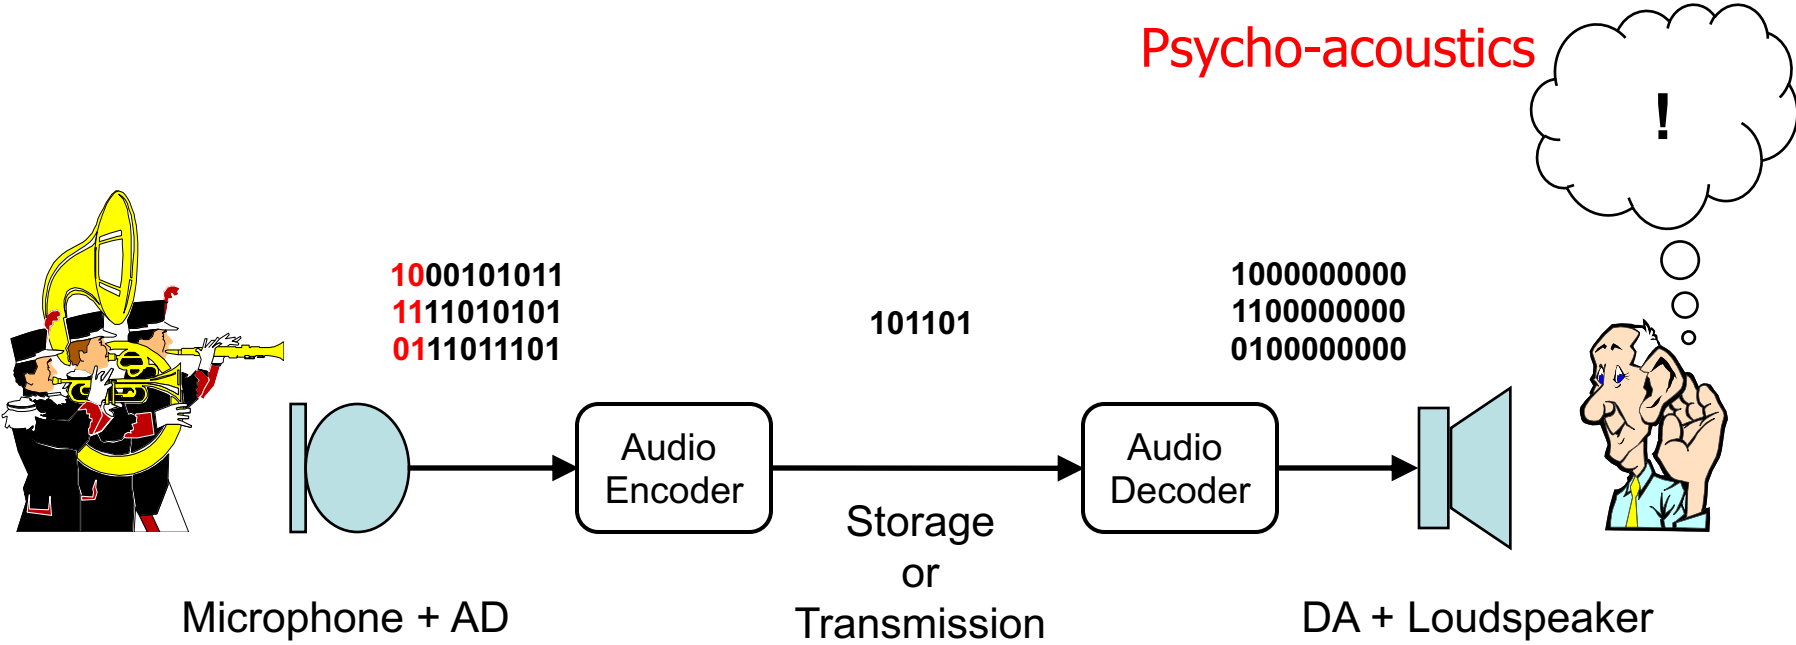 Psycho-acoustics
!
1000101011
1111010101
0111011101
101101
1000000000
1100000000
0100000000
Audio
Encoder
Audio
Decoder
Storage
or
Transmission
Microphone + AD
DA + Loudspeaker